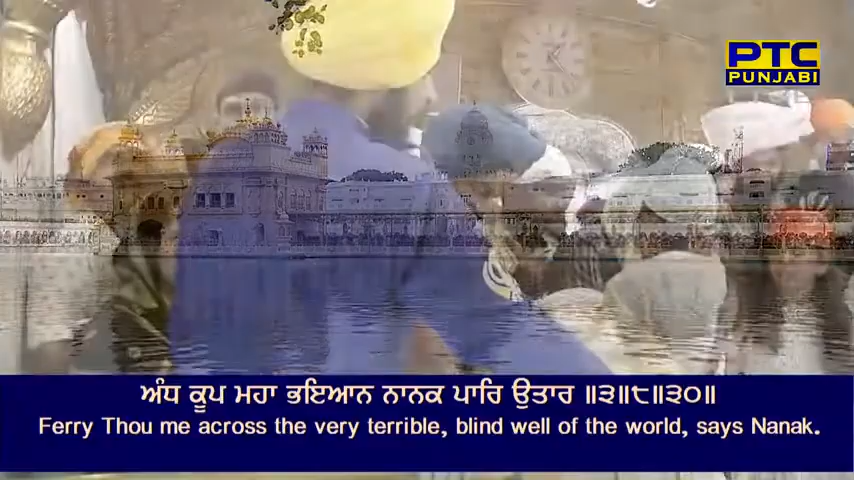 PTC
PUNJABI
ਅੰਧ ਕੂਪ ਮਹਾ ਭਇਆਨ ਨਾਨਕ ਪਾਰਿ ਉਤਾਰ ॥੩॥੮॥੩੦॥
Ferry Thou me across the very terrible, blind well of the world, says Nanak.